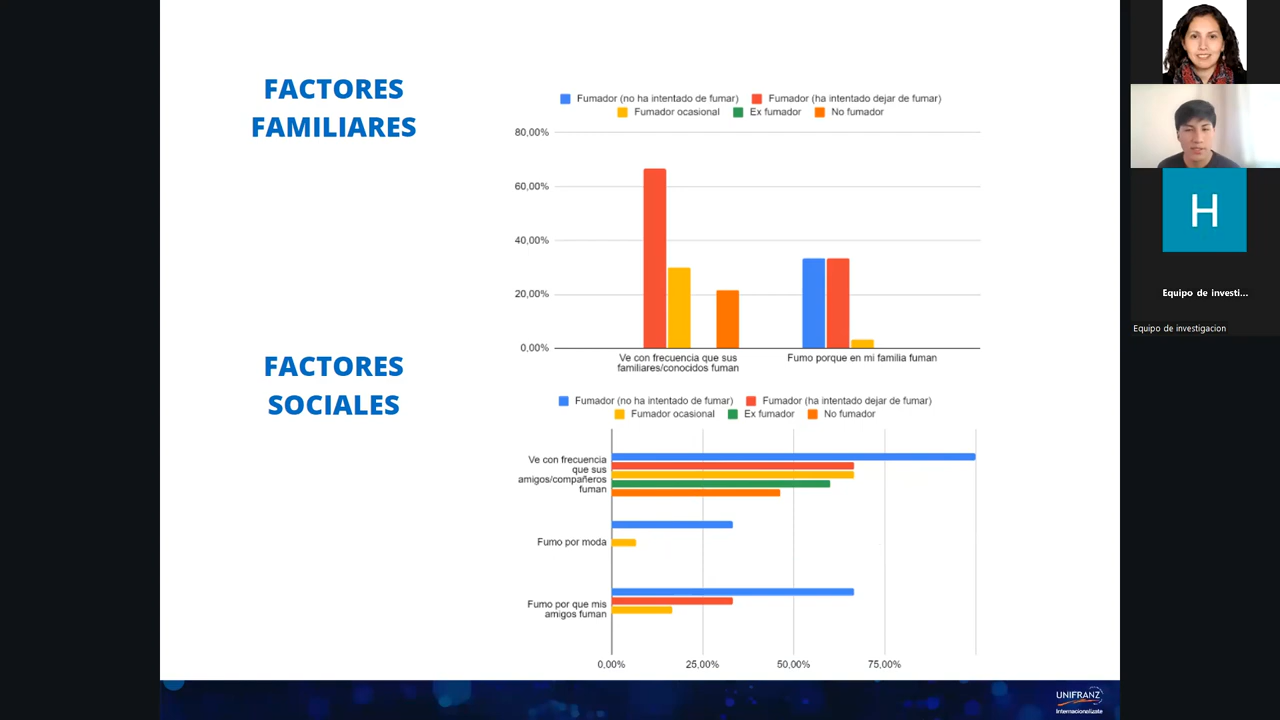 FACTORES
FAMILIARES
Fumador (no ha intentado de fumar)
Fumador (ha intentado dejar de fumar)
Fumador ocasional
Ex fumador
No fumador
80,00%
60,00%
40,00%
20,00%
0,00%
Ve con frecuencia que sus
familiares/conocidos fuman
Fumo porque en mi familia fuman
FACTORES
SOCIALES
Fumador (no ha intentado de fumar)
Fumador (ha intentado dejar de fumar)
Fumador ocasional
Ex fumador
No fumador
Ve con frecuencia
que sus
amigos/compañeros
fuman
Fumo por moda
Fumo por que mis
amigos fuman
0,00%
25,00%
50,00%
75,00%
UNIFRANZ
Internacionalízate
H
Equipo de investi...
Equipo de investigacion